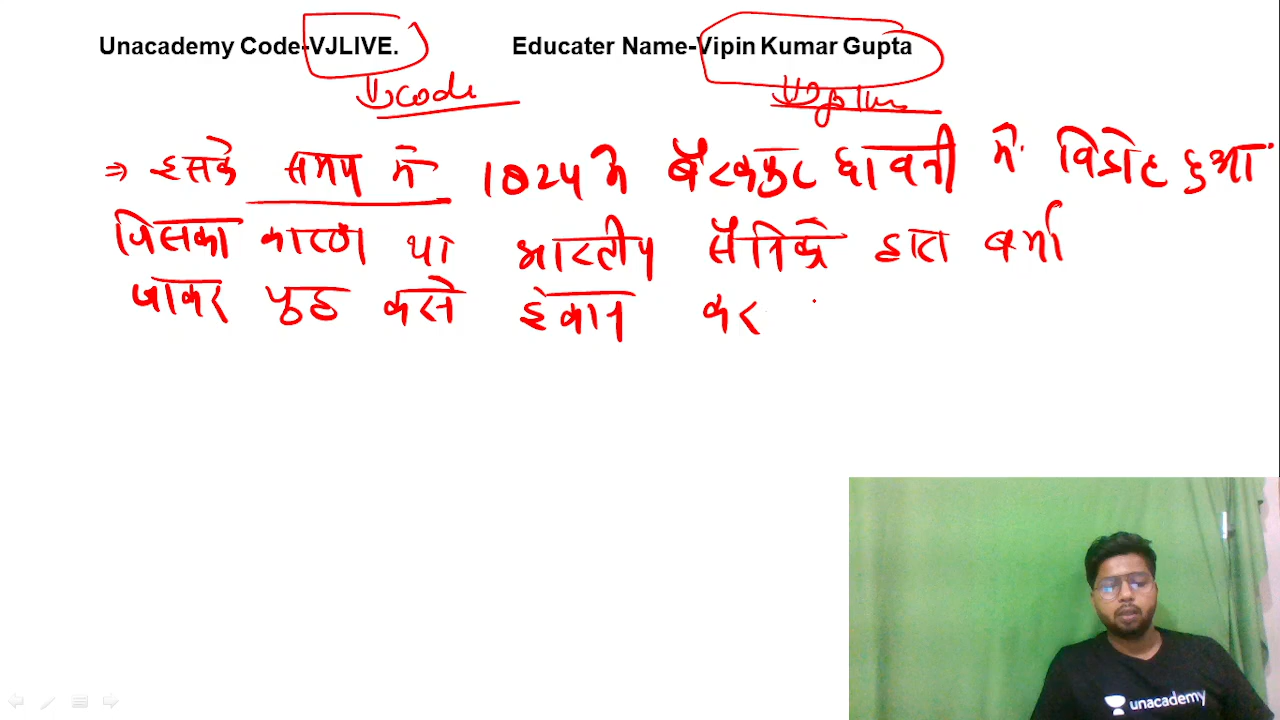 Unacademy Code-VJLIVE. Educater Name-Vipin Kumar Gupta
code
⇒ इसके समय मे 1824 मे बैरकपुर छावनी में विद्रोह हुआ
जिसका कारण था भारतीय सैनिको द्वारा बर्मा
जाकर युद्ध करने इंकार कर
unacademy